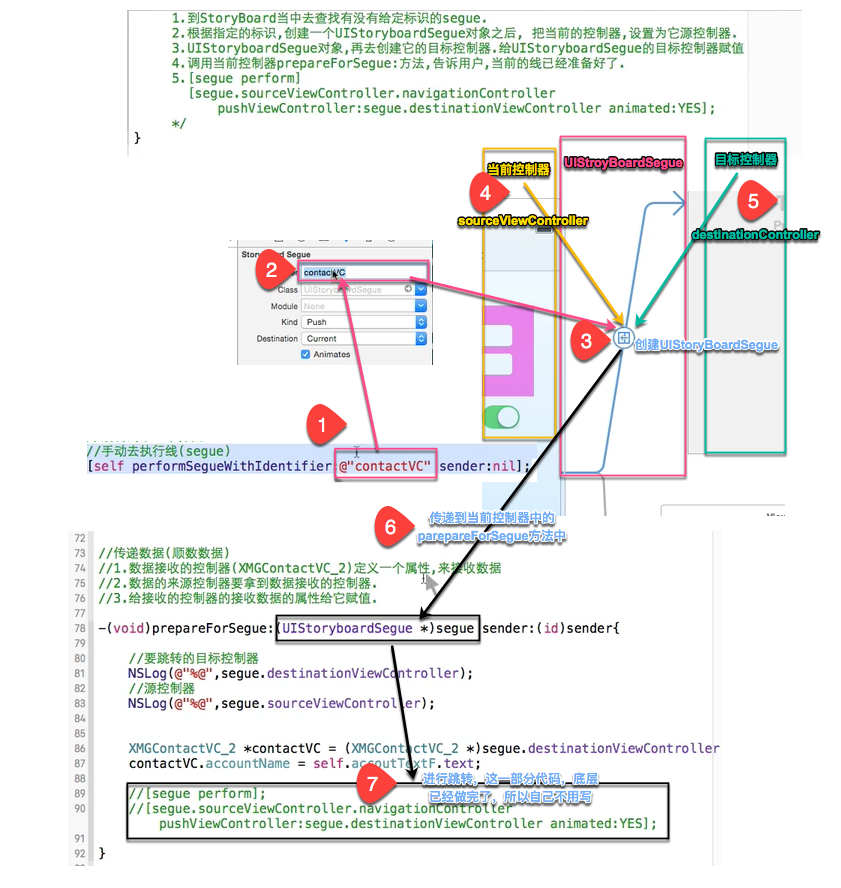 1.到StoryBoard当中去查找有没有给定标识的segue.
2.根据指定的标识,创建一个UIStoryboardSegue对象之后, 把当前的控制器,设置为它源控制器.
3.UIStoryboardSegue对象,再去创建它的目标控制器.给UIStoryboardSegue的目标控制器赋值
4.调用当前控制器prepareForSegue:方法,告诉用户,当前的线已经准备好了.
5.[segue perform]
[segue.sourceViewController.navigationController
pushViewController:segue.destinationViewController animated:YES];
*/
}
当前控制器
UIStroyBoardSegue
目标控制器
4
5
sourceViewController
destinationController
Storyboard Segue
2
contactVC
Class UIStoryboardSegue
Module None
Kind Push
Destination Current
Animates
3
创建UIStoryBoardSegue
1
//手动去执行线(segue)
[self performSegueWithIdentifier:@"contactVC" sender:nil];
6
传递到当前控制器中的
parepareForSegue方法中
72
73 //传递数据(顺数数据)
74 //1.数据接收的控制器(XMGContactVC_2)定义一个属性,来接收数据
75 //2.数据的来源控制器要拿到数据接收的控制器.
76 //3.给接收的控制器的接收数据的属性给它赋值.
77
78 -(void)prepareForSegue:(UIStoryboardSegue *)segue sender:(id)sender{
79
80 //要跳转的目标控制器
81 NSLog(@"%@",segue.destinationViewController);
82 //源控制器
83 NSLog(@"%@",segue.sourceViewController);
84
85
86 XMGContactVC_2 *contactVC = (XMGContactVC_2 *)segue.destinationViewController
87 contactVC.accountName = self.accoutTextF.text;
88
7
进行跳转，这一部分代码，底层
已经做完了，所以自己不用写
89 //[segue perform];
90 //[segue.sourceViewController.navigationController
pushViewController:segue.destinationViewController animated:YES];
91
92 }